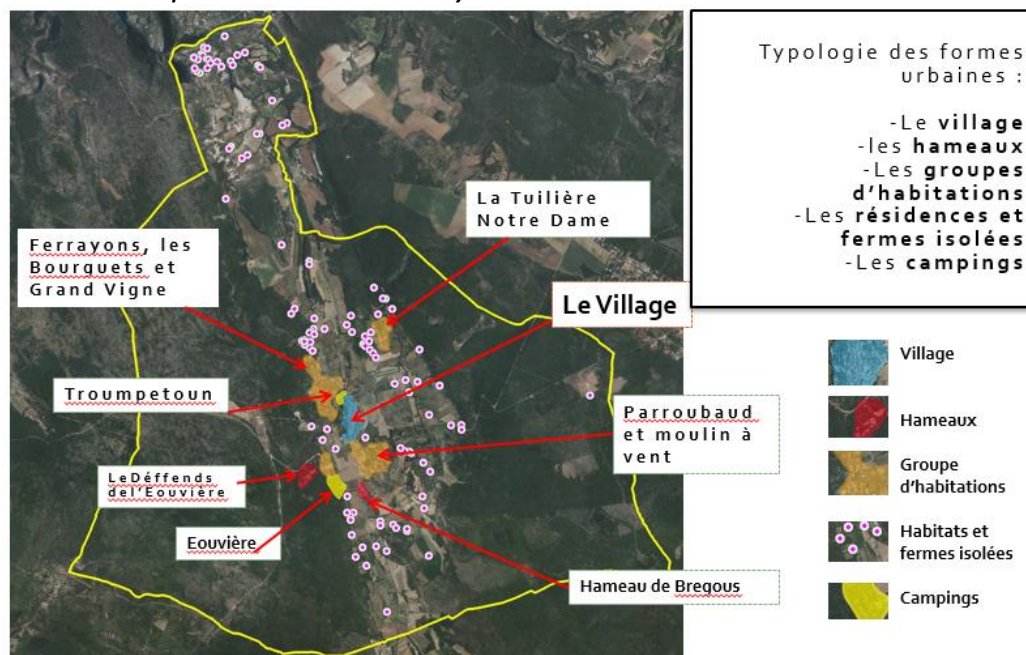 Typologie des formes
urbaines :
-Le village
-les hameaux
-Les groupes
d'habitations
-Les résidences et
fermes isolées
-Les campings
La Tuilière
Notre Dame
Ferrayons, les
Bourguets et
Grand Vigne
Le Village
Troumpetoun
Parroubaud
et moulin à
vent
Le Déffends
del'Eouvière
Eouvière
Hameau de Bregous
Village
Hameaux
Groupe
d'habitations
Habitats et
fermes isolées
Campings